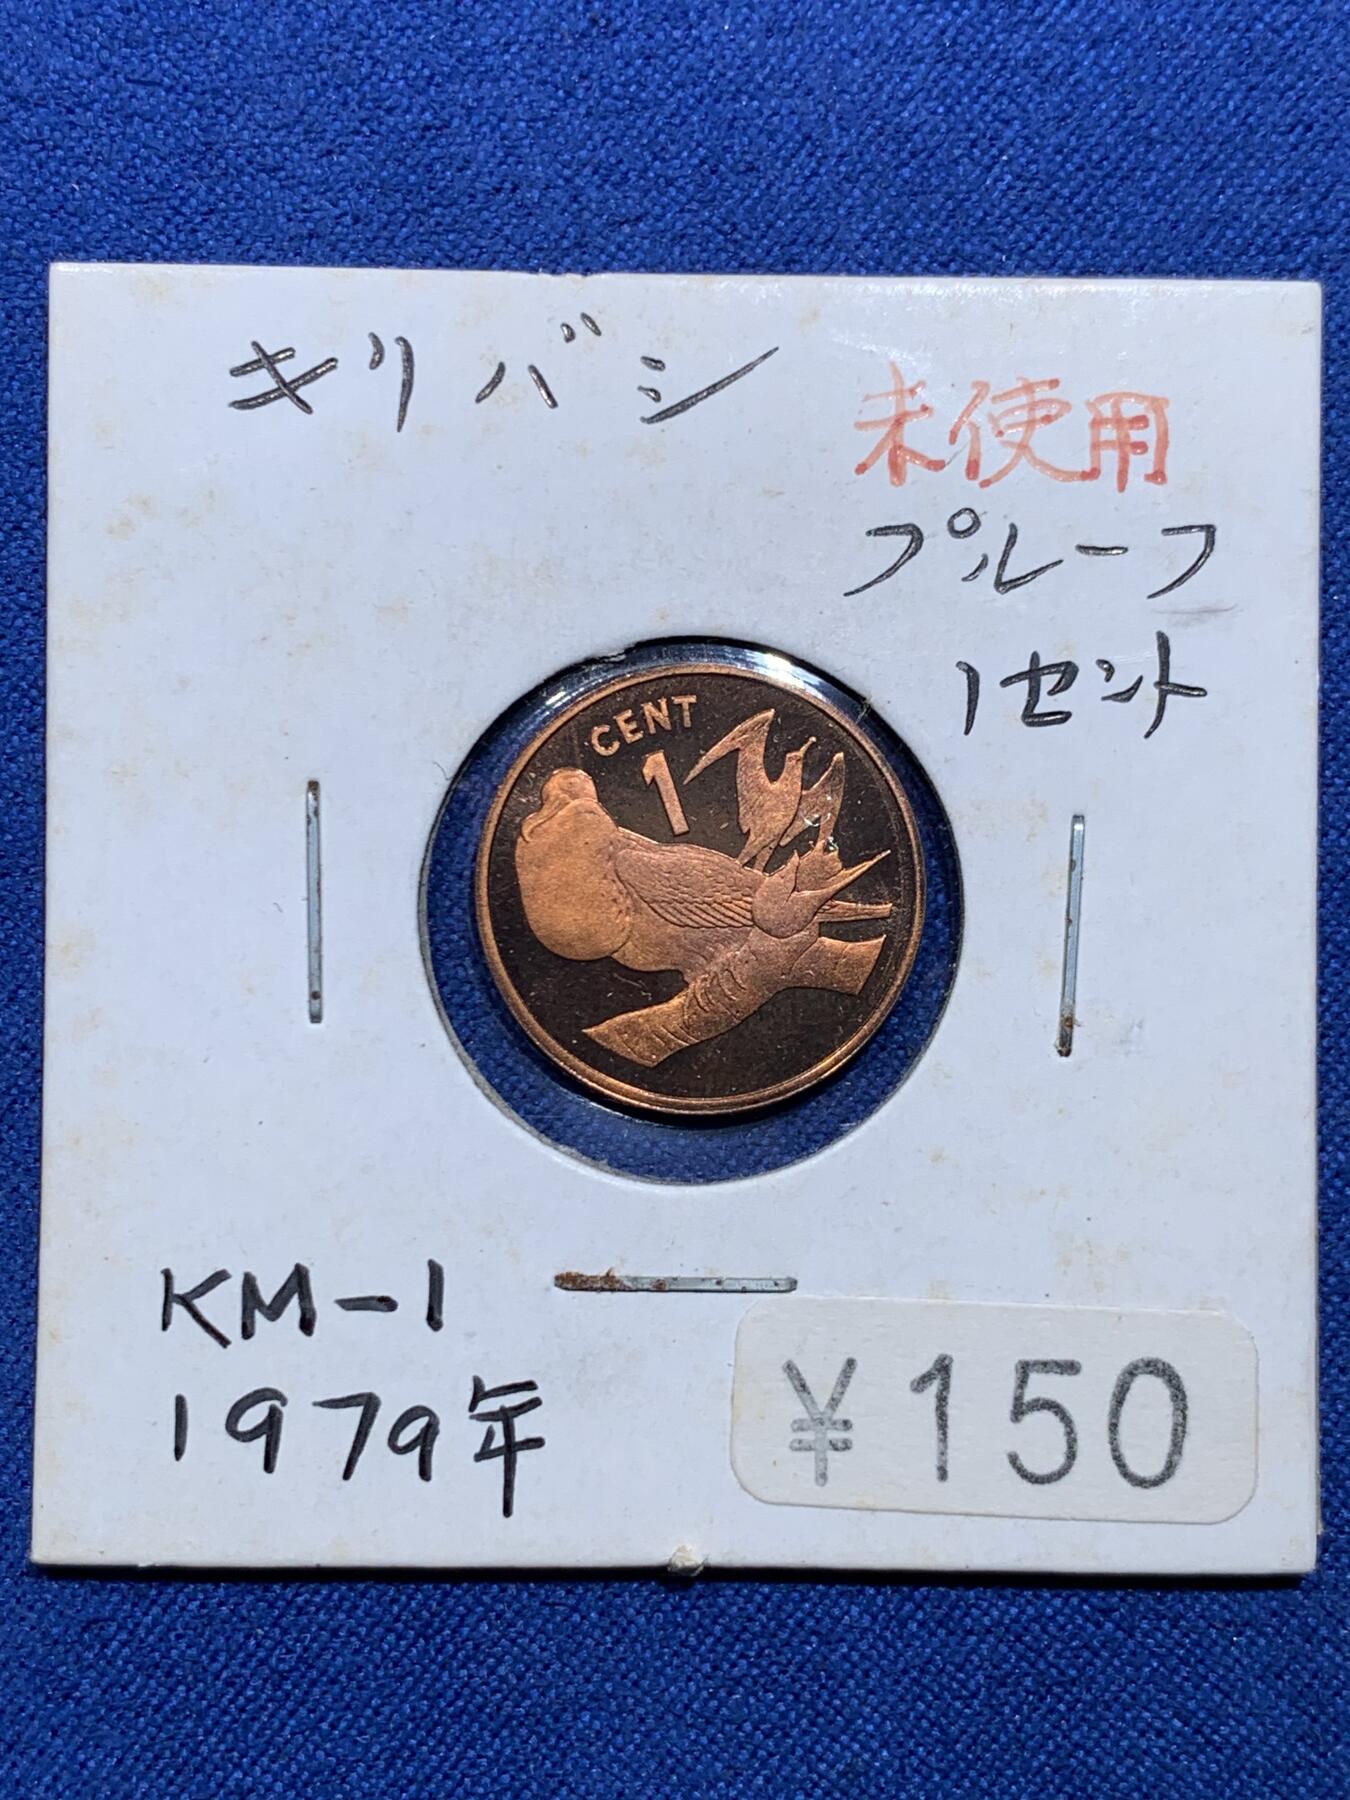 キリバシ
未使用
プルーフ
1セント
CENT
1
KM-1
1979年
¥150